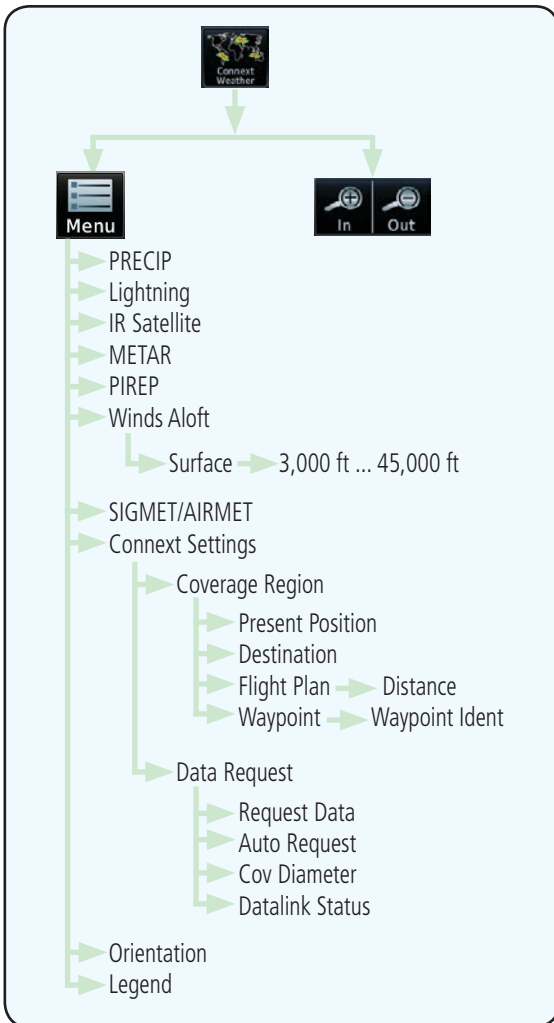 Connext
Weather
Menu
In Out
PRECIP
Lightning
IR Satellite
METAR
PIREP
Winds Aloft
Surface 3,000 ft ... 45,000 ft
SIGMET/AIRMET
Connext Settings
Coverage Region
Present Position
Destination
Flight Plan Distance
Waypoint Waypoint Ident
Data Request
Request Data
Auto Request
Cov Diameter
Datalink Status
Orientation
Legend